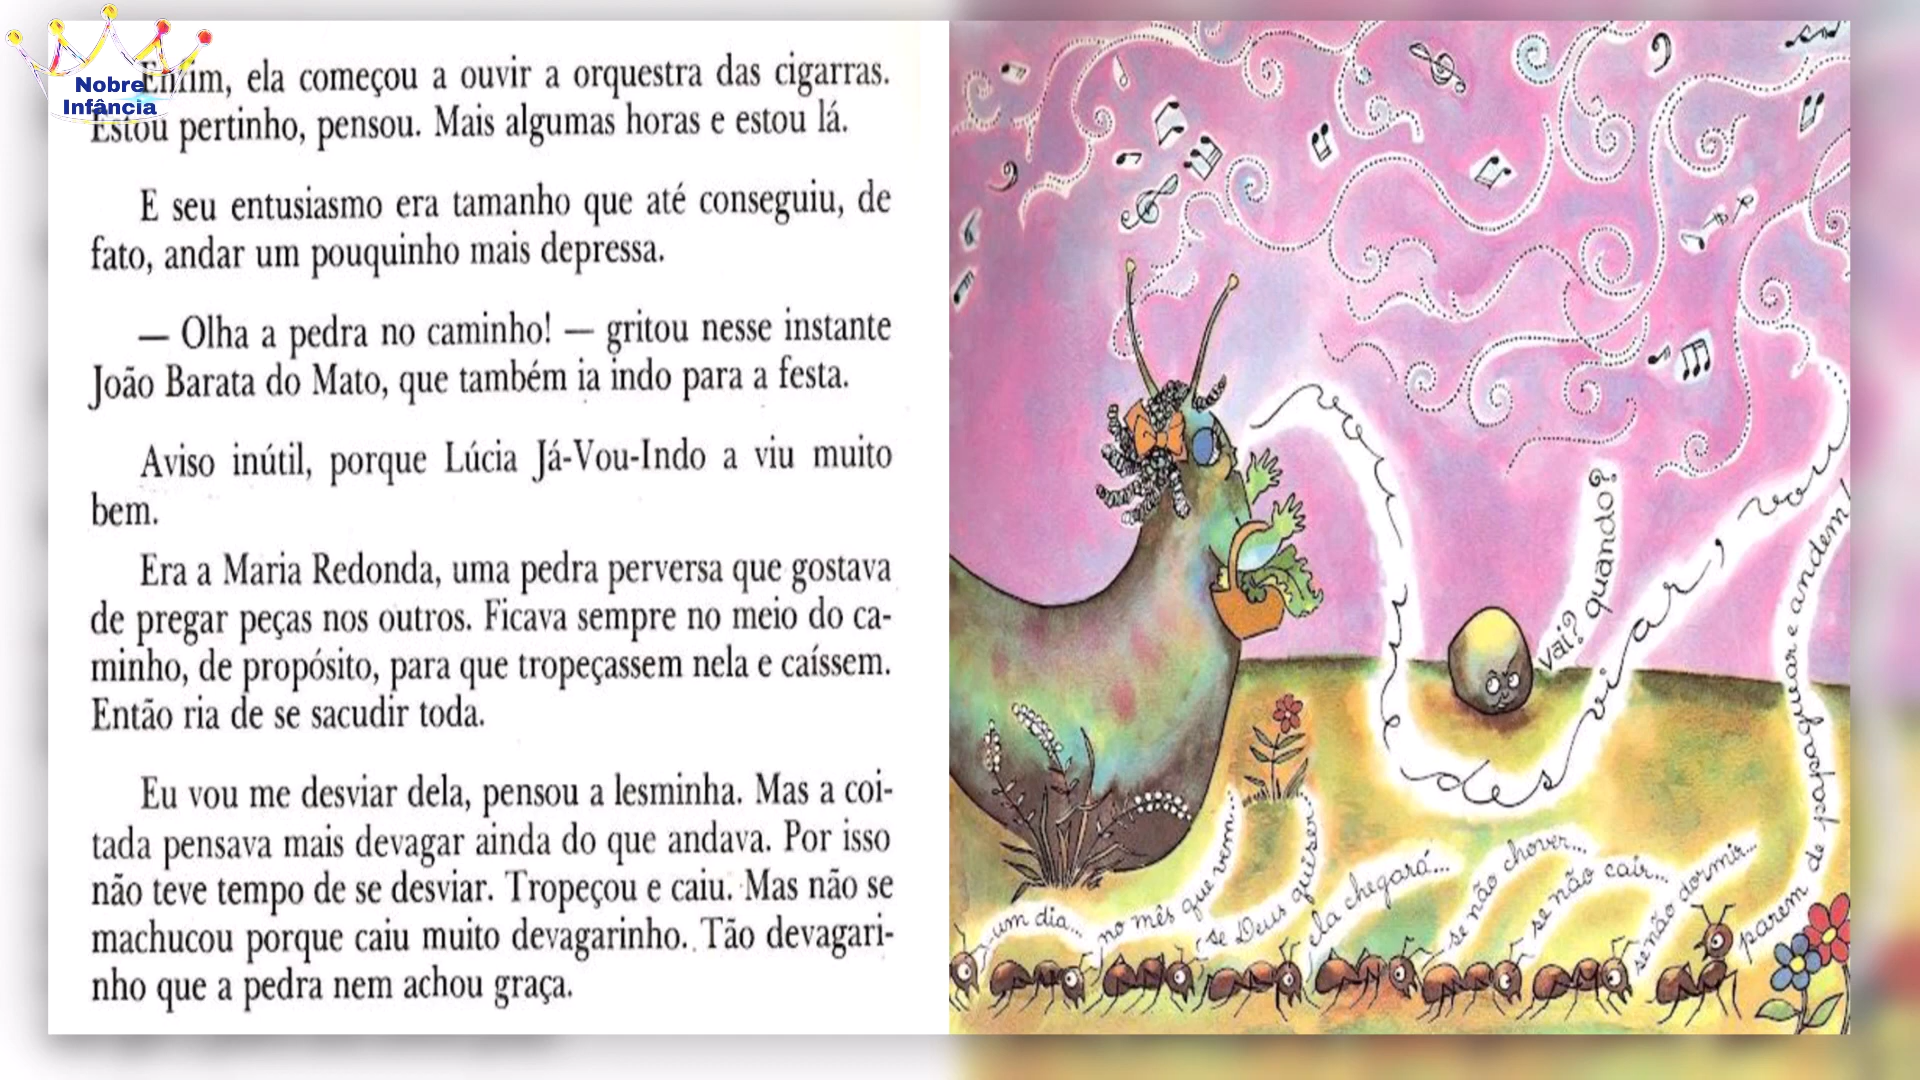 Nobre
Infância
Enfim, ela começou a ouvir a orquestra das cigarras.
Estou pertinho, pensou. Mais algumas horas e estou lá.
E seu entusiasmo era tamanho que até conseguiu, de
fato, andar um pouquinho mais depressa.
— Olha a pedra no caminho! — gritou nesse instante
João Barata do Mato, que também ia indo para a festa.
Aviso inútil, porque Lúcia Já-Vou-Indo a viu muito
bem.
Era a Maria Redonda, uma pedra perversa que gostava
de pregar peças nos outros. Ficava sempre no meio do ca-
minho, de propósito, para que tropeçassem nela e caíssem.
Então ria de se sacudir toda.
Eu vou me desviar dela, pensou a lesminha. Mas a coi-
tada pensava mais devagar ainda do que andava. Por isso
não teve tempo de se desviar. Tropeçou e caiu. Mas não se
machucou porque caiu muito devagarinho. Tão devagari-
nho que a pedra nem achou graça.
vou me desviar, vou
vai? quando?
um dia...
no mês que vem...
se Deus quiser
ela chegará...
se não chover...
se não cair...
se não dormir...
parem de papaguear e andem!